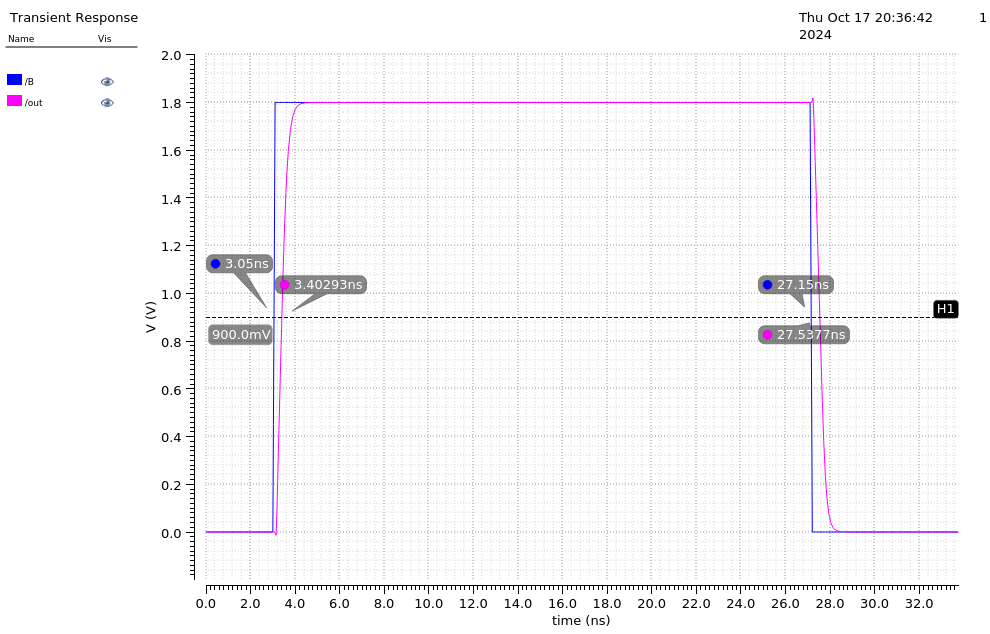 Transient Response
Thu Oct 17 20:36:42 2024
1
Name
Vis
/B
/out
2.0
1.8
1.6
1.4
1.2
1.0
0.8
0.6
0.4
0.2
0.0
V (V)
3.05ns
3.40293ns
900.0mV
27.15ns
27.5377ns
H1
0.0 2.0 4.0 6.0 8.0 10.0 12.0 14.0 16.0 18.0 20.0 22.0 24.0 26.0 28.0 30.0 32.0
time (ns)